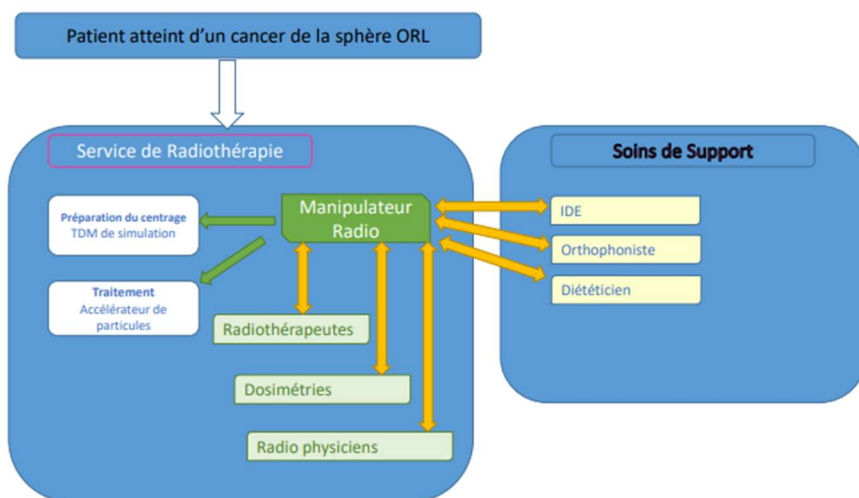 Patient atteint d'un cancer de la sphère ORL
Service de Radiothérapie
Manipulateur
Radio
Préparation du centrage
TDM de simulation
Traitement
Accélérateur de
particules
Radiothérapeutes
Dosimétries
Radio physiciens
Soins de Support
IDE
Orthophoniste
Diététicien